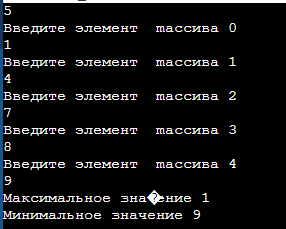 5
Введите элемент  массива 0
1
Введите элемент  массива 1
4
Введите элемент  массива 2
7
Введите элемент  массива 3
8
Введите элемент  массива 4
9
Максимальное зна�ение 1
Минимальное значение 9